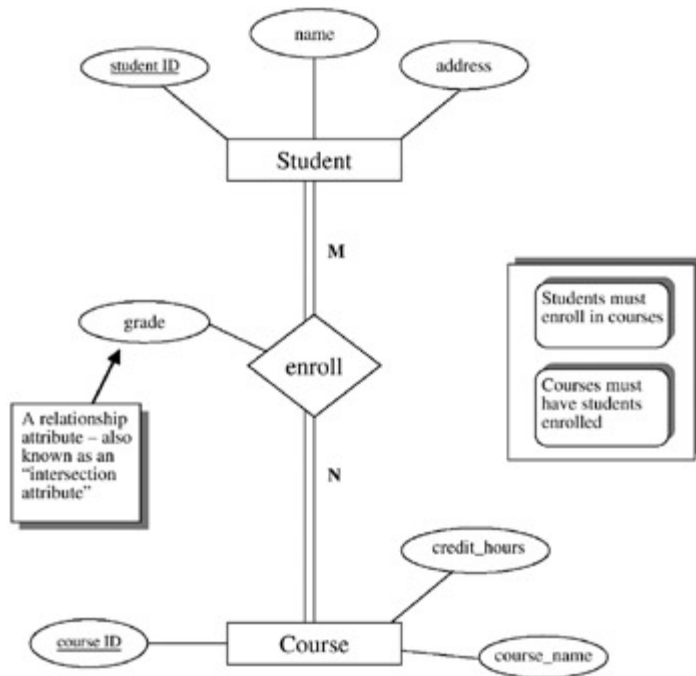 name
student ID
address
Student
M
Students must
enroll in courses
grade
enroll
Courses must
have students
enrolled
A relationship
attribute – also
known as an
“intersection
attribute”
N
credit_hours
course ID
Course
course_name